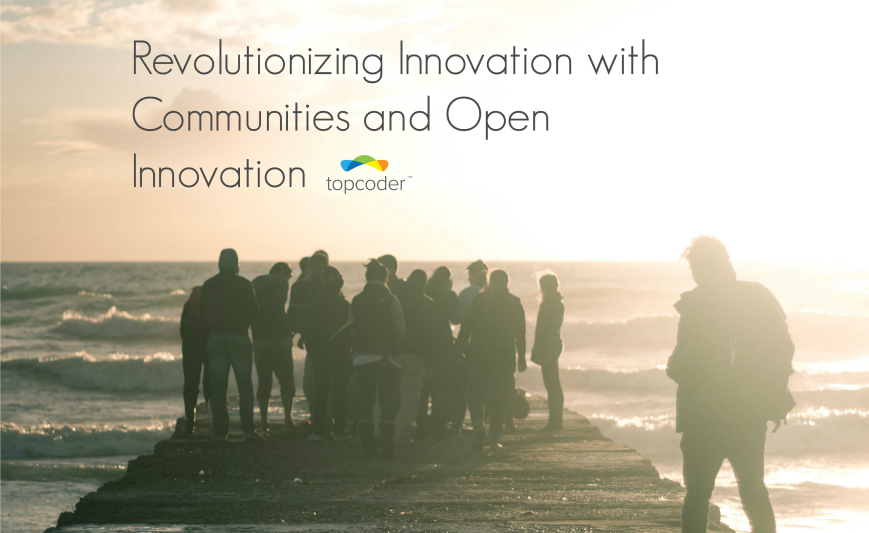 Revolutionizing Innovation with
Communities and Open
Innovation
topcoder™